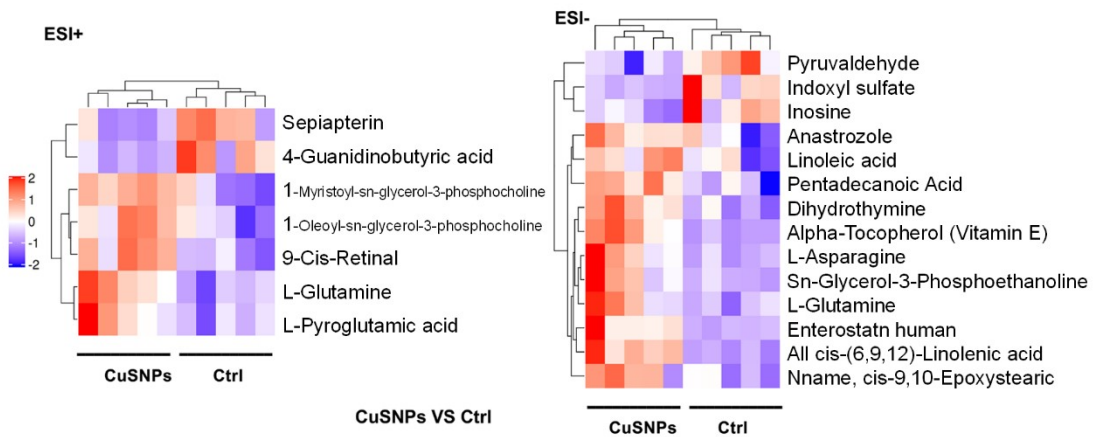 ESI+
Sepiapterin
4-Guanidinobutyric acid
1-Myristoyl-sn-glycerol-3-phosphocholine
1-Oleoyl-sn-glycerol-3-phosphocholine
9-Cis-Retinal
L-Glutamine
L-Pyroglutamic acid
2
1
0
-1
-2
CuSNPs Ctrl
ESI-
Pyruvaldehyde
Indoxyl sulfate
Inosine
Anastrozole
Linoleic acid
Pentadecanoic Acid
Dihydrothymine
Alpha-Tocopherol (Vitamin E)
L-Asparagine
Sn-Glycerol-3-Phosphoethanoline
L-Glutamine
Enterostatn human
All cis-(6,9,12)-Linolenic acid
Nname, cis-9,10-Epoxystearic
CuSNPs Ctrl
CuSNPs VS Ctrl